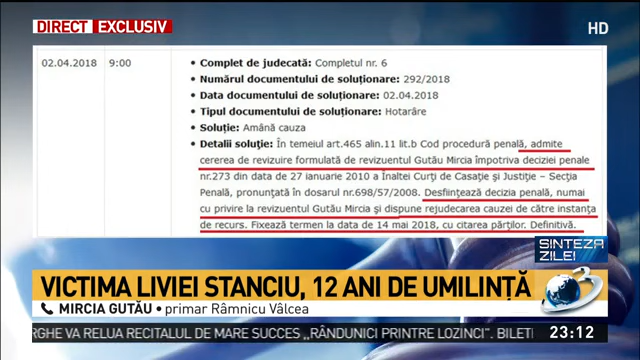 DIRECT EXCLUSIV
HD
02.04.2018 9:00 • Complet de judecată: Completul nr. 6
• Numărul documentului de soluționare: 292/2018
• Data documentului de soluționare: 02.04.2018
• Tipul documentului de soluționare: Hotarâre
• Soluție: Amână cauza
• Detalii soluție: În temeiul art.465 alin.11 lit.b Cod procedură penală, admite
cererea de revizuire formulată de revizuentul Gutău Mircia împotriva deciziei penale
nr.273 din data de 27 ianuarie 2010 a Înaltei Curți de Casație și Justiție – Secția
Penală, pronunțată în dosarul nr.698/57/2008. Desființează decizia penală, numai
cu privire la revizuentul Gutău Mircia și dispune rejudecarea cauzei de către instanța
de recurs. Fixează termen la data de 14 mai 2018, cu citarea părților. Definitivă.
SINTEZA
ZILEI
VICTIMA LIVIEI STANCIU, 12 ANI DE UMILINȚĂ
MIRCIA GUTĂU • primar Râmnicu Vâlcea
RGHE VA RELUA RECITALUL DE MARE SUCCES „RÂNDUNICI PRINTRE LOZINCI”. BILET
23:12